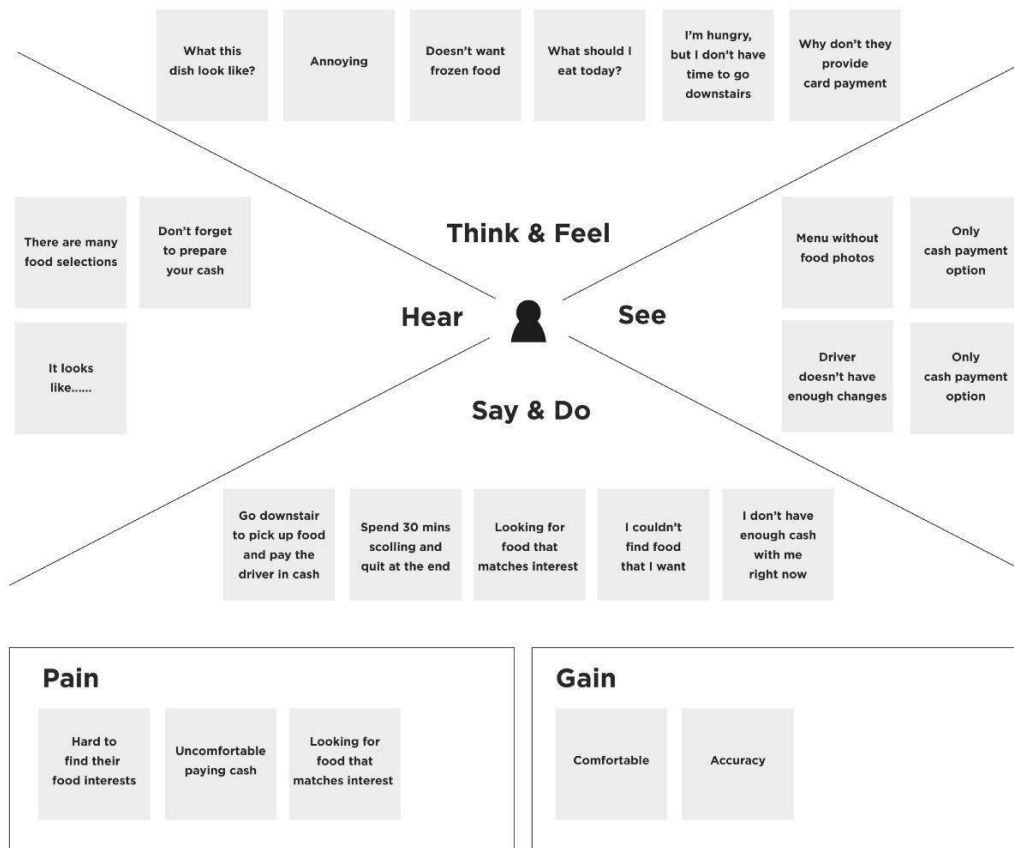 What this
dish look like?
Annoying
Doesn't want
frozen food
What should I
eat today?
I'm hungry,
but I don't have
time to go
downstairs
Why don't they
provide
card payment
Think & Feel
There are many
food selections
Don't forget
to prepare
your cash
It looks
like......
Hear
See
Menu without
food photos
Only
cash payment
option
Driver
doesn't have
enough changes
Only
cash payment
option
Say & Do
Go downstair
to pick up food
and pay the
driver in cash
Spend 30 mins
scolling and
quit at the end
Looking for
food that
matches interest
I couldn't
find food
that I want
I don't have
enough cash
with me
right now
Pain
Hard to
find their
food interests
Uncomfortable
paying cash
Looking for
food that
matches interest
Gain
Comfortable
Accuracy